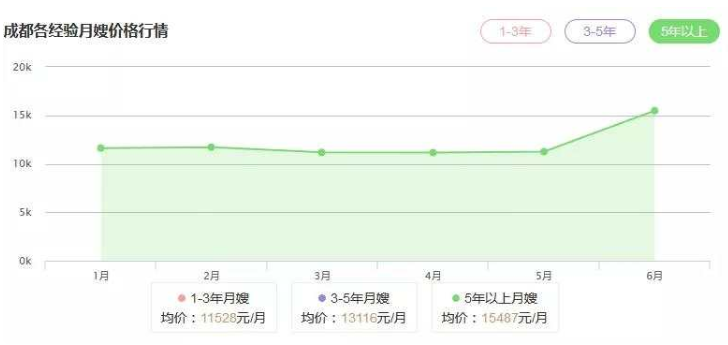 成都各经验月嫂价格行情
1-3年 3-5年 5年以上
20k
15k
10k
5k
0k
1月 2月 3月 4月 5月 6月
1-3年月嫂 3-5年月嫂 5年以上月嫂
均价：11528元/月 均价：13116元/月 均价：15487元/月